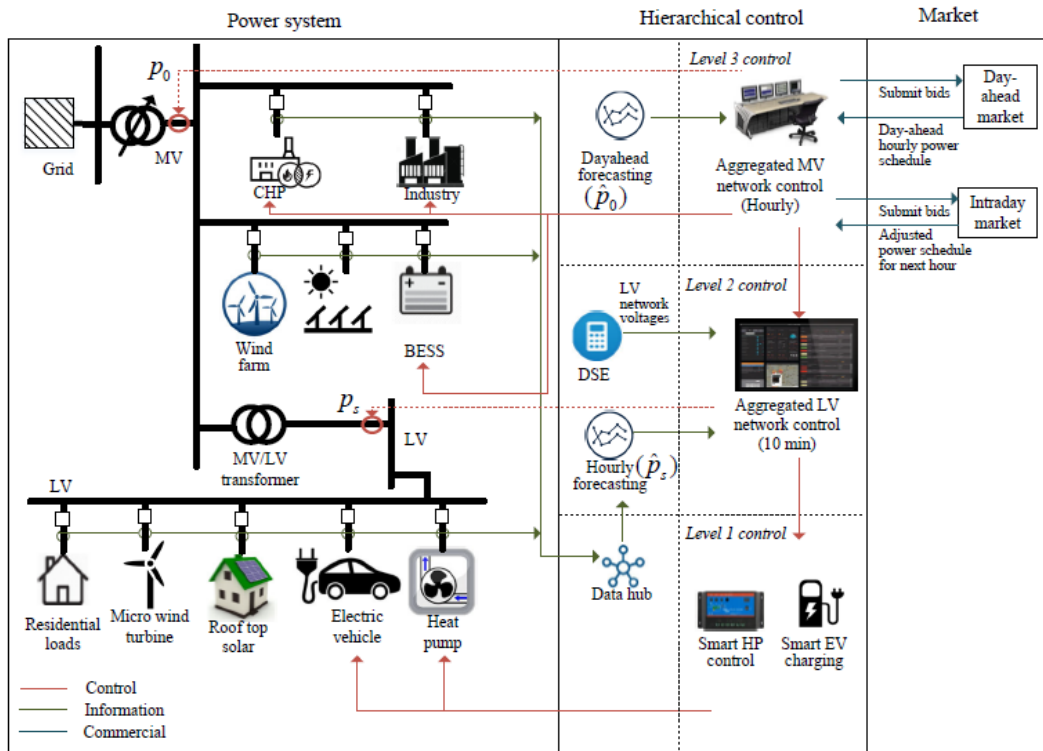 Power system
Hierarchical control
Market
p₀
Grid
MV
CHP
Industry
Wind
farm
BESS
MV/LV
transformer
pₛ
LV
LV
Residential
loads
Micro wind
turbine
Roof top
solar
Electric
vehicle
Heat
pump
Control
Information
Commercial
Level 3 control
Dayahead
forecasting
(p̂₀)
Aggregated MV
network control
(Hourly)
Submit bids
Day-ahead
hourly power
schedule
Day-
ahead
market
Submit bids
Adjusted
power schedule
for next hour
Intraday
market
Level 2 control
LV
network
voltages
DSE
Aggregated LV
network control
(10 min)
Hourly (p̂ₛ)
forecasting
Level 1 control
Data hub
Smart HP
control
Smart EV
charging